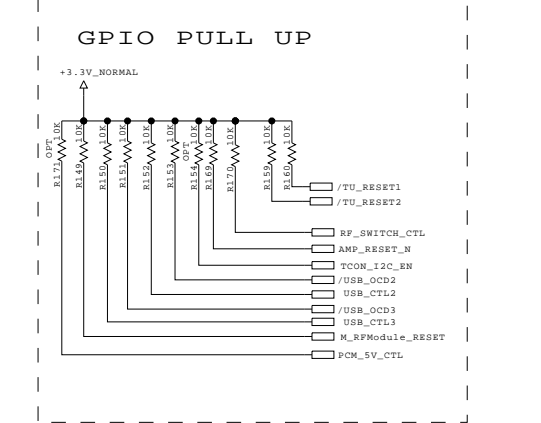 GPIO PULL UP
+3.3V_NORMAL
OPT
R171 10K
R149 10K
R150 10K
R151 10K
R152 10K
R153 10K
OPT
R154 10K
R169 10K
R170 10K
R159 10K
R160 10K
/TU_RESET1
/TU_RESET2
RF_SWITCH_CTL
AMP_RESET_N
TCON_I2C_EN
/USB_OCD2
USB_CTL2
/USB_OCD3
USB_CTL3
M_RFModule_RESET
PCM_5V_CTL